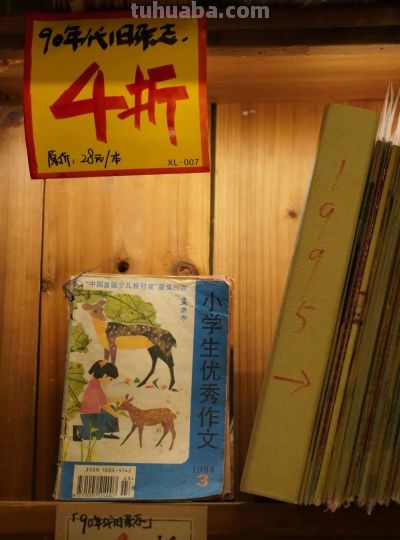 tuhuaba.com
90年代旧杂志.
4折
原价: 28元/本
XL-007
"中国首届少儿报刊奖"获奖刊物
小学生优秀作文
1994
3
1995
→
「90年代旧杂志」